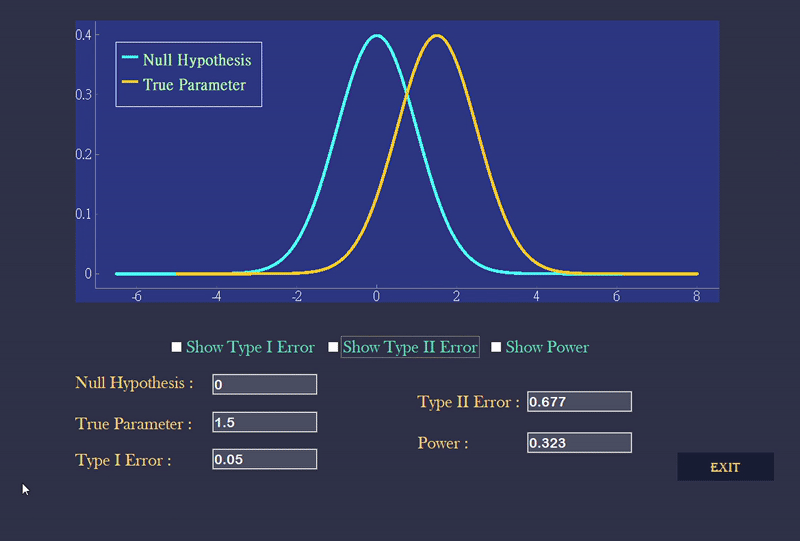 0.4
Null Hypothesis
True Parameter
0.3
0.2
0.1
0
-6 -4 -2 0 2 4 6 8
Show Type I Error Show Type II Error Show Power
Null Hypothesis : 0
True Parameter : 1.5
Type I Error : 0.05
Type II Error : 0.677
Power : 0.323
EXIT